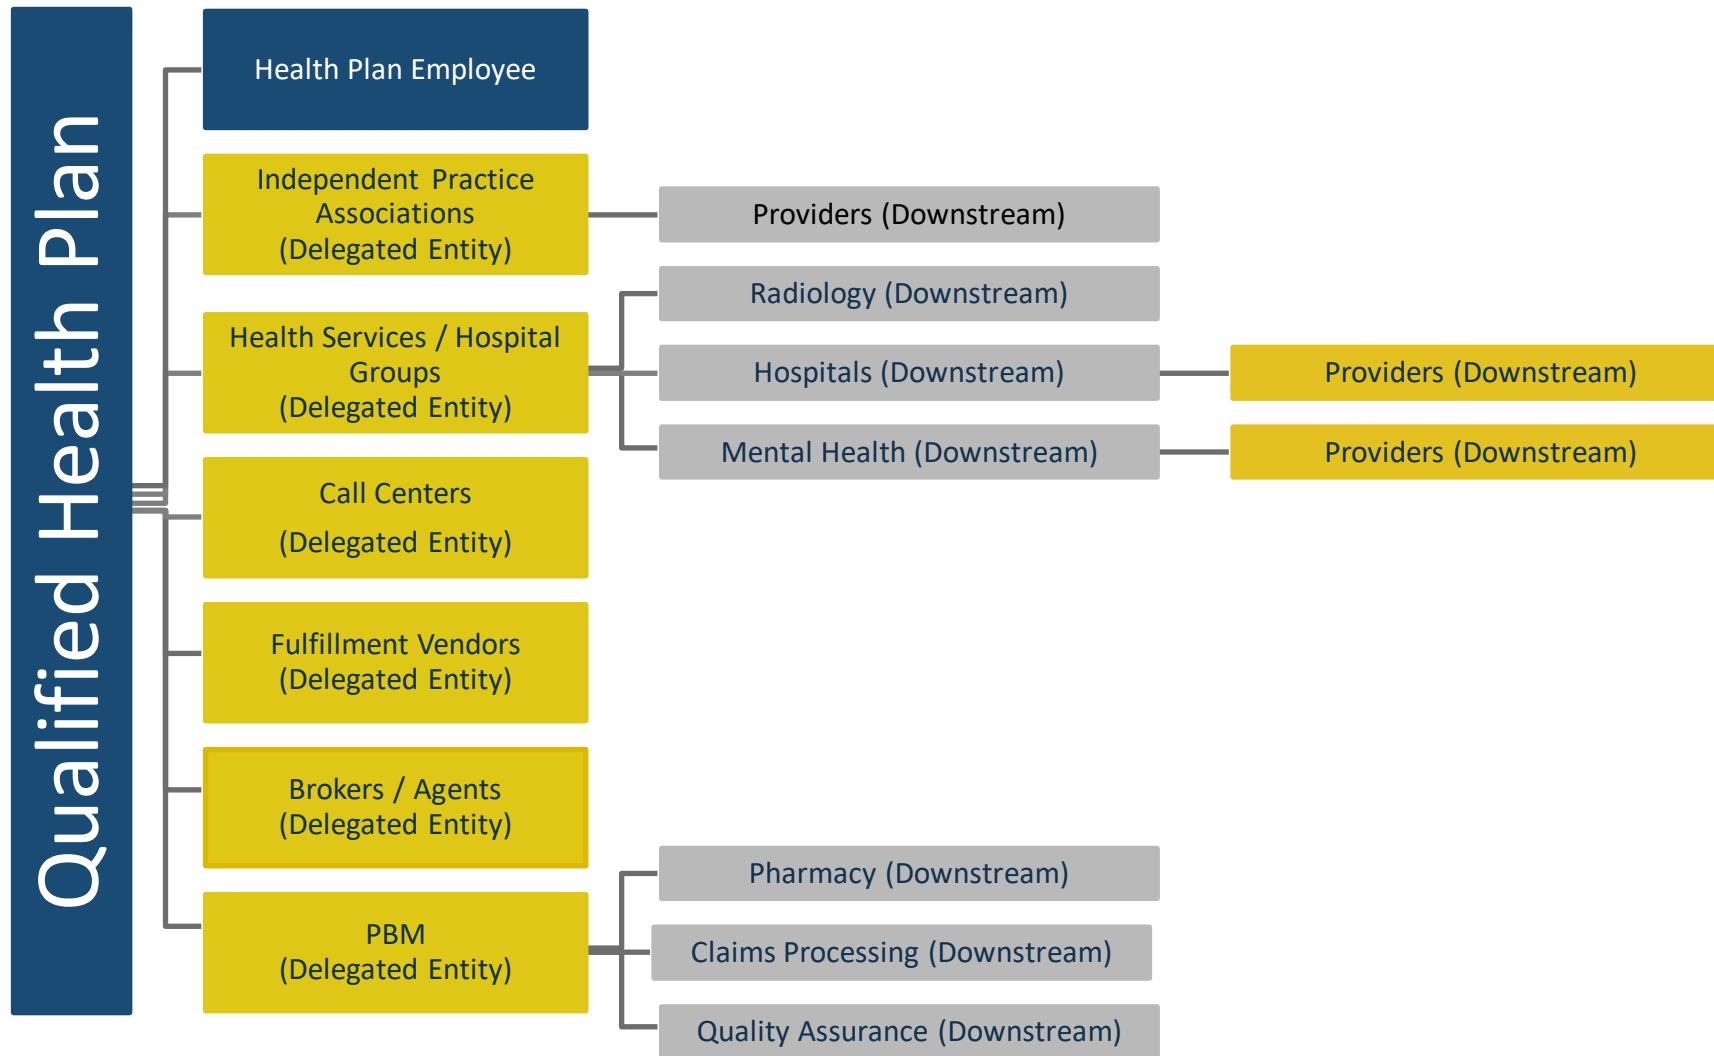 Qualified Health Plan
Health Plan Employee
Independent Practice
Associations
(Delegated Entity)
Providers (Downstream)
Health Services / Hospital
Groups
(Delegated Entity)
Radiology (Downstream)
Hospitals (Downstream)
Providers (Downstream)
Mental Health (Downstream)
Providers (Downstream)
Call Centers
(Delegated Entity)
Fulfillment Vendors
(Delegated Entity)
Brokers / Agents
(Delegated Entity)
PBM
(Delegated Entity)
Pharmacy (Downstream)
Claims Processing (Downstream)
Quality Assurance (Downstream)